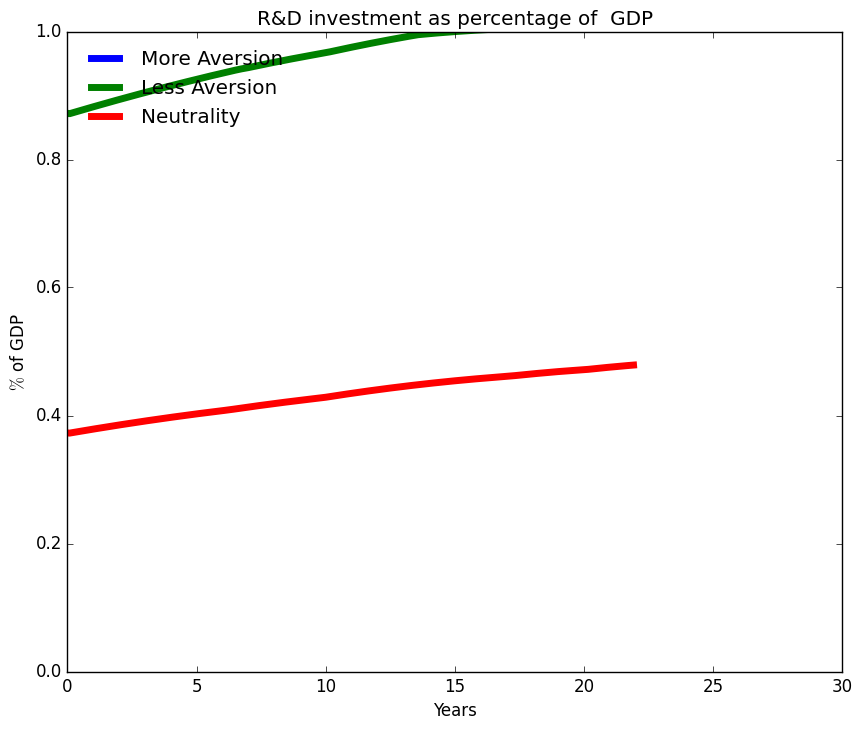 R&D investment as percentage of  GDP
1.0
More Aversion
Less Aversion
Neutrality
0.8
0.6
% of GDP
0.4
0.2
0.0
0 5 10 15 20 25 30
Years